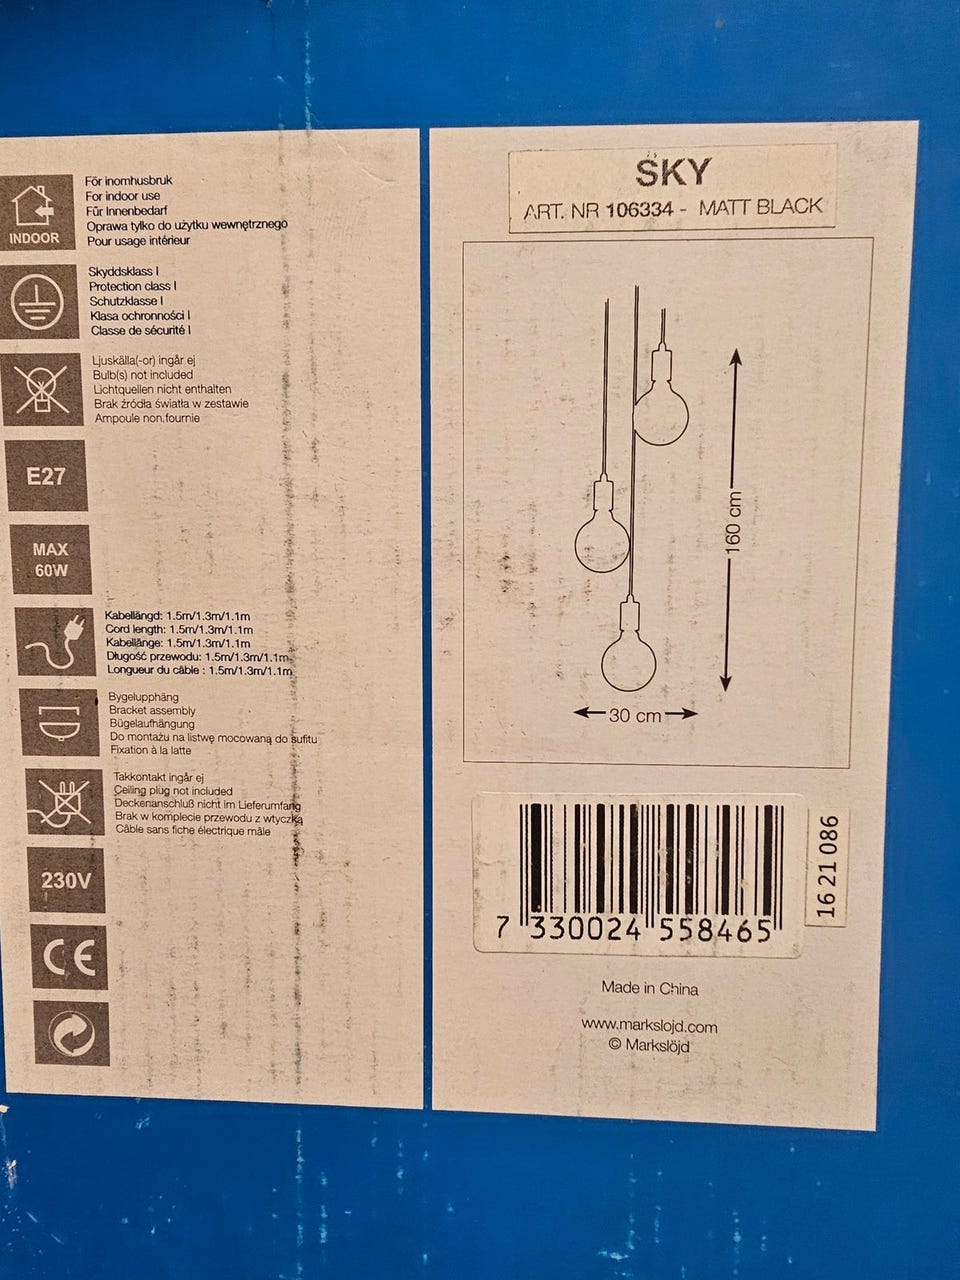 INDOOR
För inomhusbruk
For indoor use
Für Innenbedarf
Oprawa tylko do użytku wewnętrznego
Pour usage intérieur
Skyddsklass I
Protection class I
Schutzklasse I
Klasa ochronności I
Classe de sécurité I
Ljuskälla(-or) ingår ej
Bulb(s) not included
Lichtquellen nicht enthalten
Brak źródła światła w zestawie
Ampoule non fournie
E27
MAX
60W
Kabellängd: 1.5m/1.3m/1.1m
Cord length: 1.5m/1.3m/1.1m
Kabellänge: 1.5m/1.3m/1.1m
Długość przewodu: 1.5m/1.3m/1.1m
Longueur du câble : 1.5m/1.3m/1.1m
Bygelupphäng
Bracket assembly
Bügelaufhängung
Do montażu na listwę mocowaną do sufitu
Fixation à la latte
Takkontakt ingår ej
Ceiling plug not included
Deckenanschluß nicht im Lieferumfang
Brak w komplecie przewodu z wtyczką
Câble sans fiche électrique mâle
230V
CE
SKY
ART. NR 106334 - MATT BLACK
160 cm
30 cm
7 330024 558465
16 21 086
Made in China
www.markslojd.com
© Markslöjd